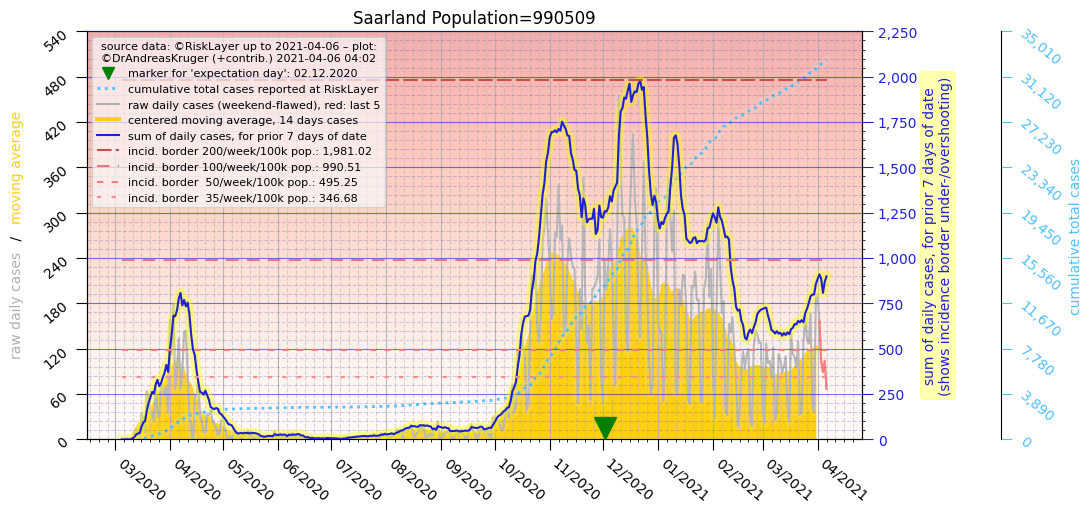 Saarland Population=990509
source data: ©RiskLayer up to 2021-04-06 – plot:
©DrAndreasKruger (+contrib.) 2021-04-06 04:02
marker for 'expectation day': 02.12.2020
cumulative total cases reported at RiskLayer
raw daily cases (weekend-flawed), red: last 5
centered moving average, 14 days cases
sum of daily cases, for prior 7 days of date
incid. border 200/week/100k pop.: 1,981.02
incid. border 100/week/100k pop.: 990.51
incid. border  50/week/100k pop.: 495.25
incid. border  35/week/100k pop.: 346.68
raw daily cases / moving average
540
480
420
360
300
240
180
120
60
0
03/2020
04/2020
05/2020
06/2020
07/2020
08/2020
09/2020
10/2020
11/2020
12/2020
01/2021
02/2021
03/2021
04/2021
2,250
2,000
1,750
1,500
1,250
1,000
750
500
250
0
sum of daily cases, for prior 7 days of date
(shows incidence border under-/overshooting)
35,010
31,120
27,230
23,340
19,450
15,560
11,670
7,780
3,890
0
cumulative total cases